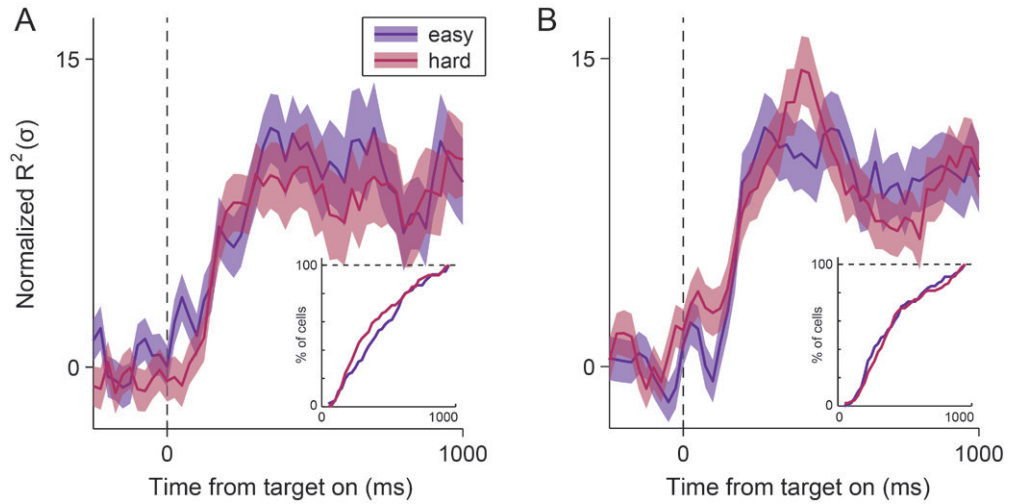 A
B
easy
hard
15
15
Normalized R² (σ)
0
0
100
% of cells
0
0
1000
100
% of cells
0
0
1000
0
1000
0
1000
Time from target on (ms)
Time from target on (ms)